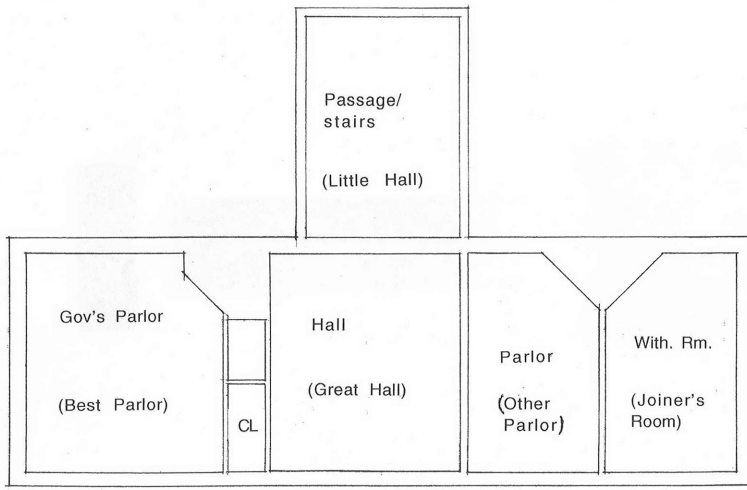 Passage/
stairs
(Little Hall)
Gov's Parlor
(Best Parlor)
CL
Hall
(Great Hall)
Parlor
(Other
Parlor)
With. Rm.
(Joiner's
Room)